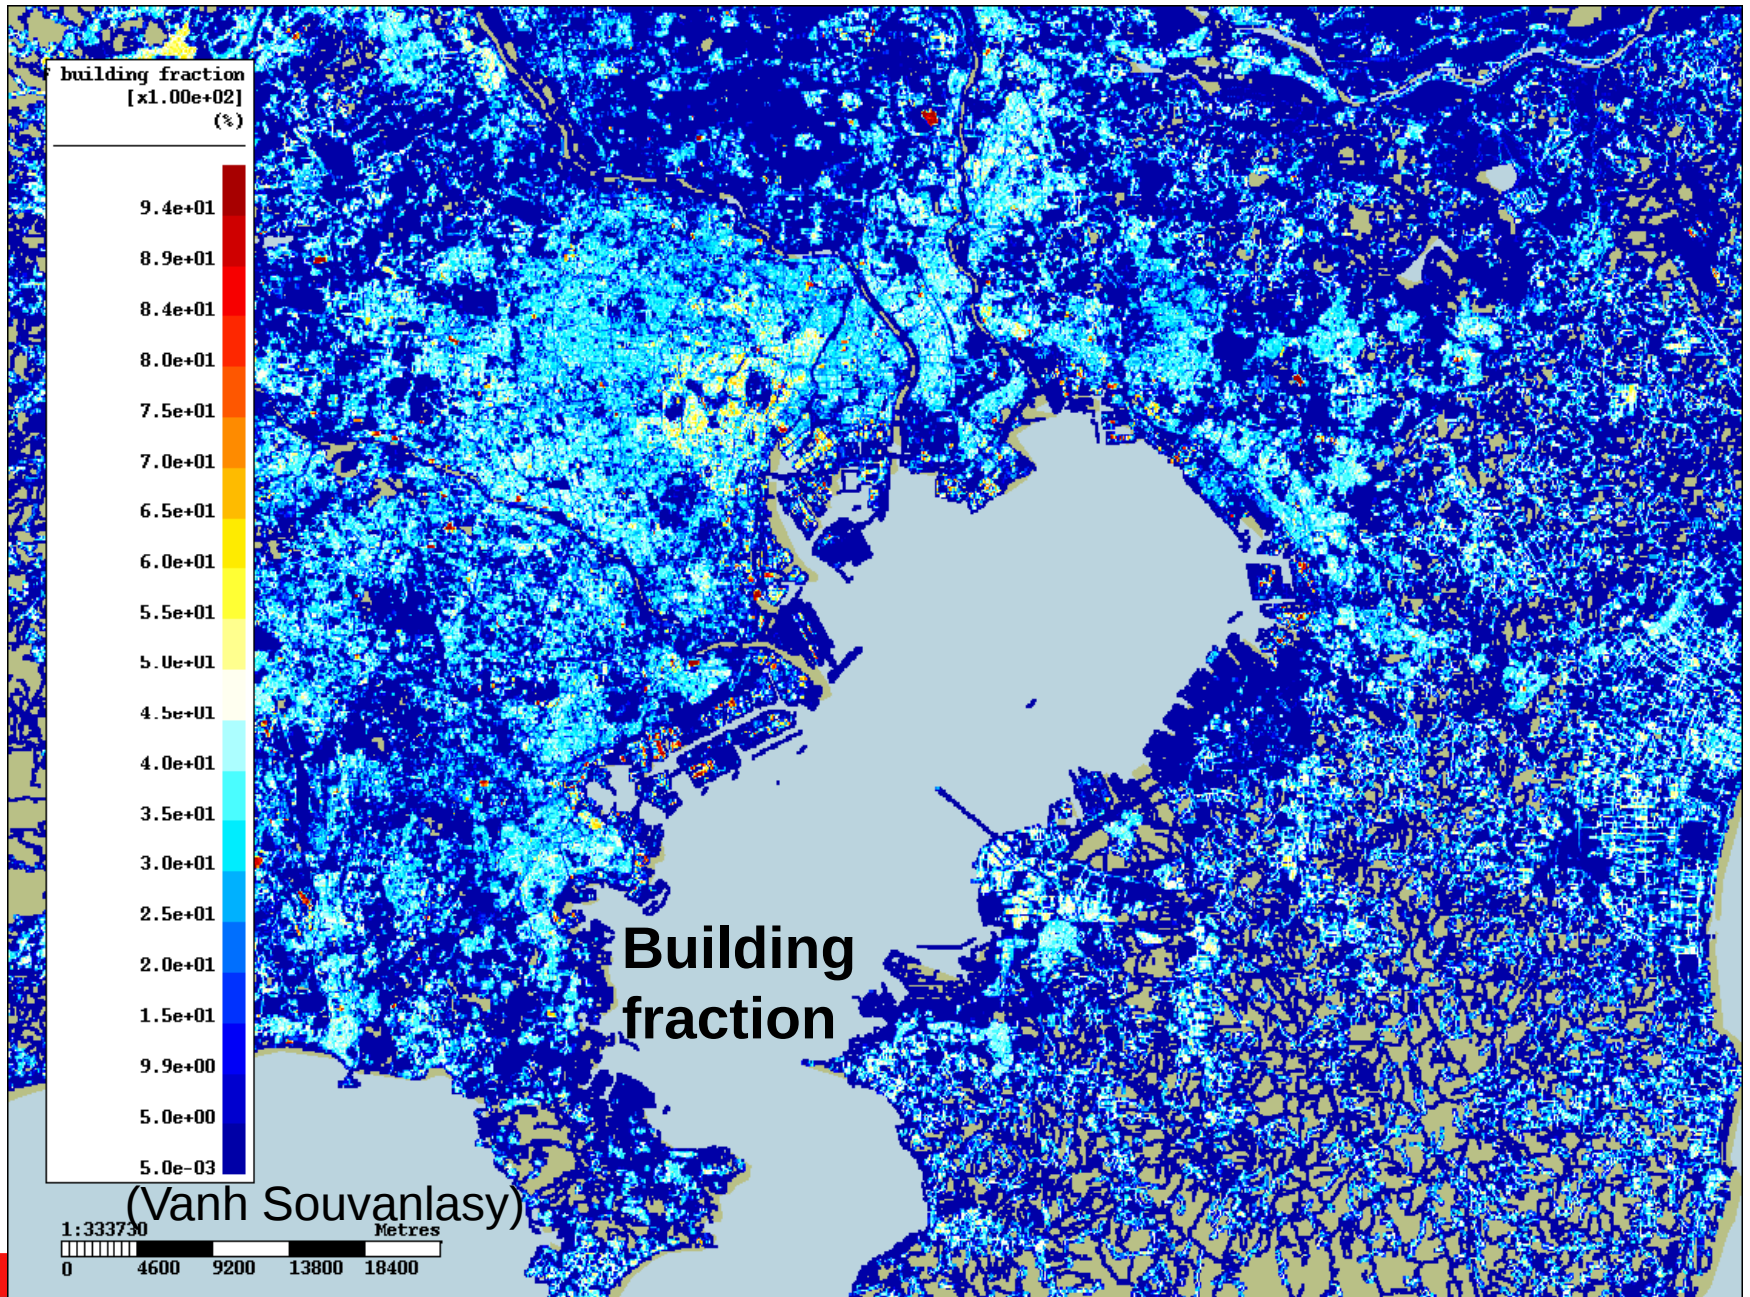 building fraction
[x1.00e+02]
(%)
9.4e+01
8.9e+01
8.4e+01
8.0e+01
7.5e+01
7.0e+01
6.5e+01
6.0e+01
5.5e+01
5.0e+01
4.5e+01
4.0e+01
3.5e+01
3.0e+01
2.5e+01
2.0e+01
1.5e+01
9.9e+00
5.0e+00
5.0e-03
Building
fraction
(Vanh Souvanlasy)
1:333730 Metres
0 4600 9200 13800 18400